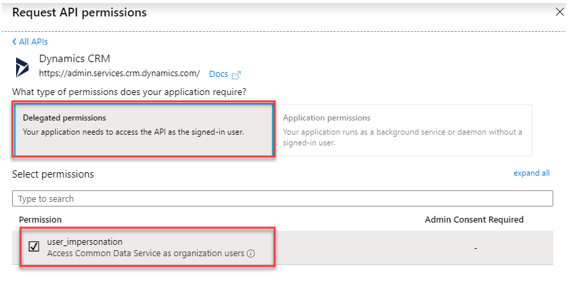 Request API permissions
< All APIs
Dynamics CRM
https://admin.services.crm.dynamics.com/ Docs
What type of permissions does your application require?
Delegated permissions
Your application needs to access the API as the signed-in user.
Application permissions
Your application runs as a background service or daemon without a
signed-in user.
Select permissions
expand all
Type to search
Permission
Admin Consent Required
user_impersonation
Access Common Data Service as organization users
-